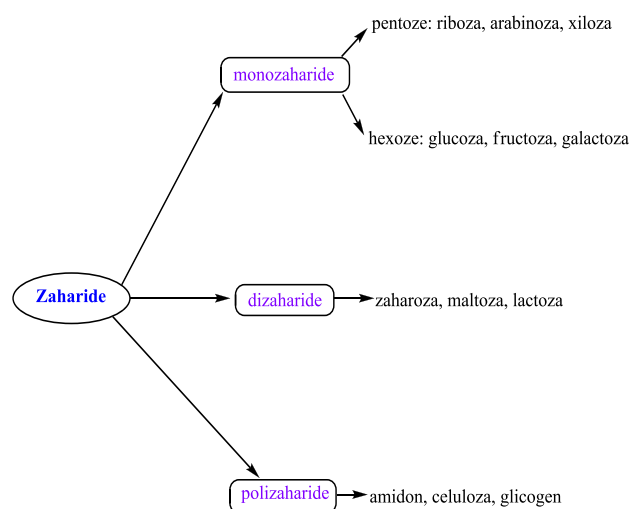 pentoze: riboza, arabinoza, xiloza
monozaharide
hexoze: glucoza, fructoza, galactoza
Zaharide
dizaharide
zaharoza, maltoza, lactoza
polizaharide
amidon, celuloza, glicogen